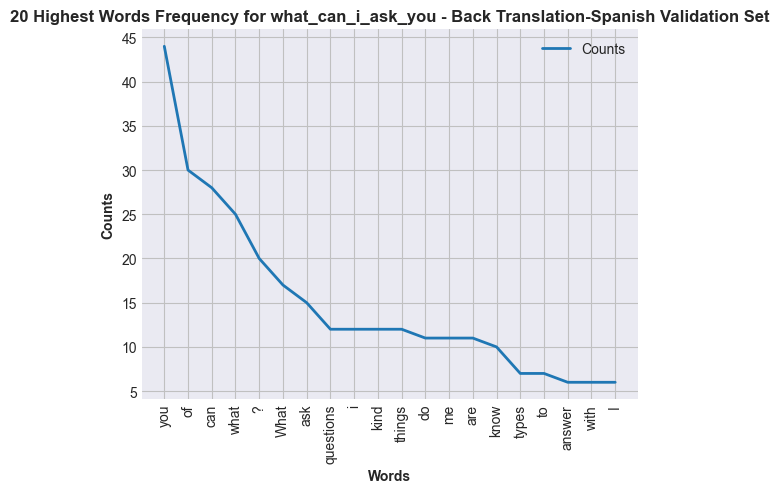 20 Highest Words Frequency for what_can_i_ask_you - Back Translation-Spanish Validation Set
Counts
45
40
35
30
25
20
15
10
5
Counts
you
of
can
what
?
What
ask
questions
i
kind
things
do
me
are
know
types
to
answer
with
I
Words